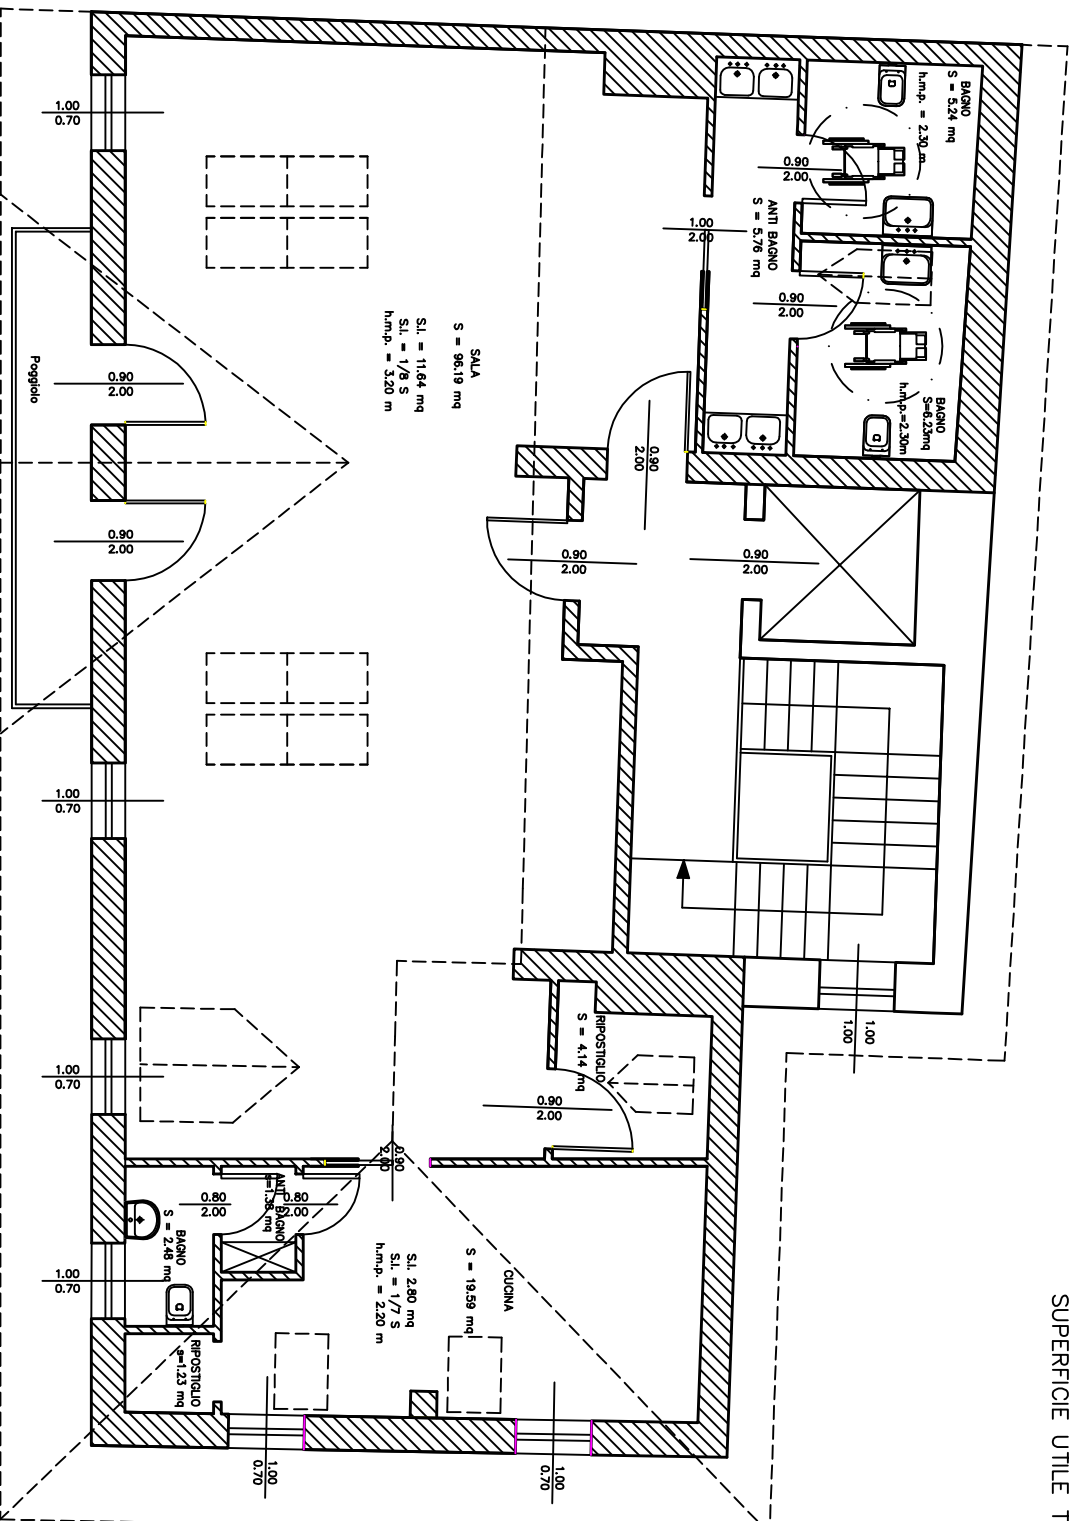 SUPERFICIE UTILE T
BAGNO
S = 5.24 mq
h.m.p. = 2.30 m
BAGNO
S=6.23mq
h.m.p.=2.30m
ANTI BAGNO
S = 5.76 mq
0.90
2.00
0.90
2.00
1.00
2.00
0.90
2.00
0.90
2.00
0.90
2.00
SALA
S = 96.19 mq
S.I. = 11.64 mq
S.I. = 1/8 S
h.m.p. = 3.20 m
Poggiolo
1.00
0.70
0.90
2.00
0.90
2.00
1.00
0.70
1.00
0.70
1.00
0.70
1.00
1.00
RIPOSTIGLIO
S = 4.14 mq
0.90
2.00
0.90
2.00
ANTI BAGNO
s=1.38 mq
0.80
2.00
0.80
2.00
BAGNO
S = 2.48 mq
RIPOSTIGLIO
s=1.23 mq
CUCINA
S = 19.59 mq
S.I. 2.80 mq
S.I. = 1/7 S
h.m.p. = 2.20 m
1.00
0.70
1.00
0.70